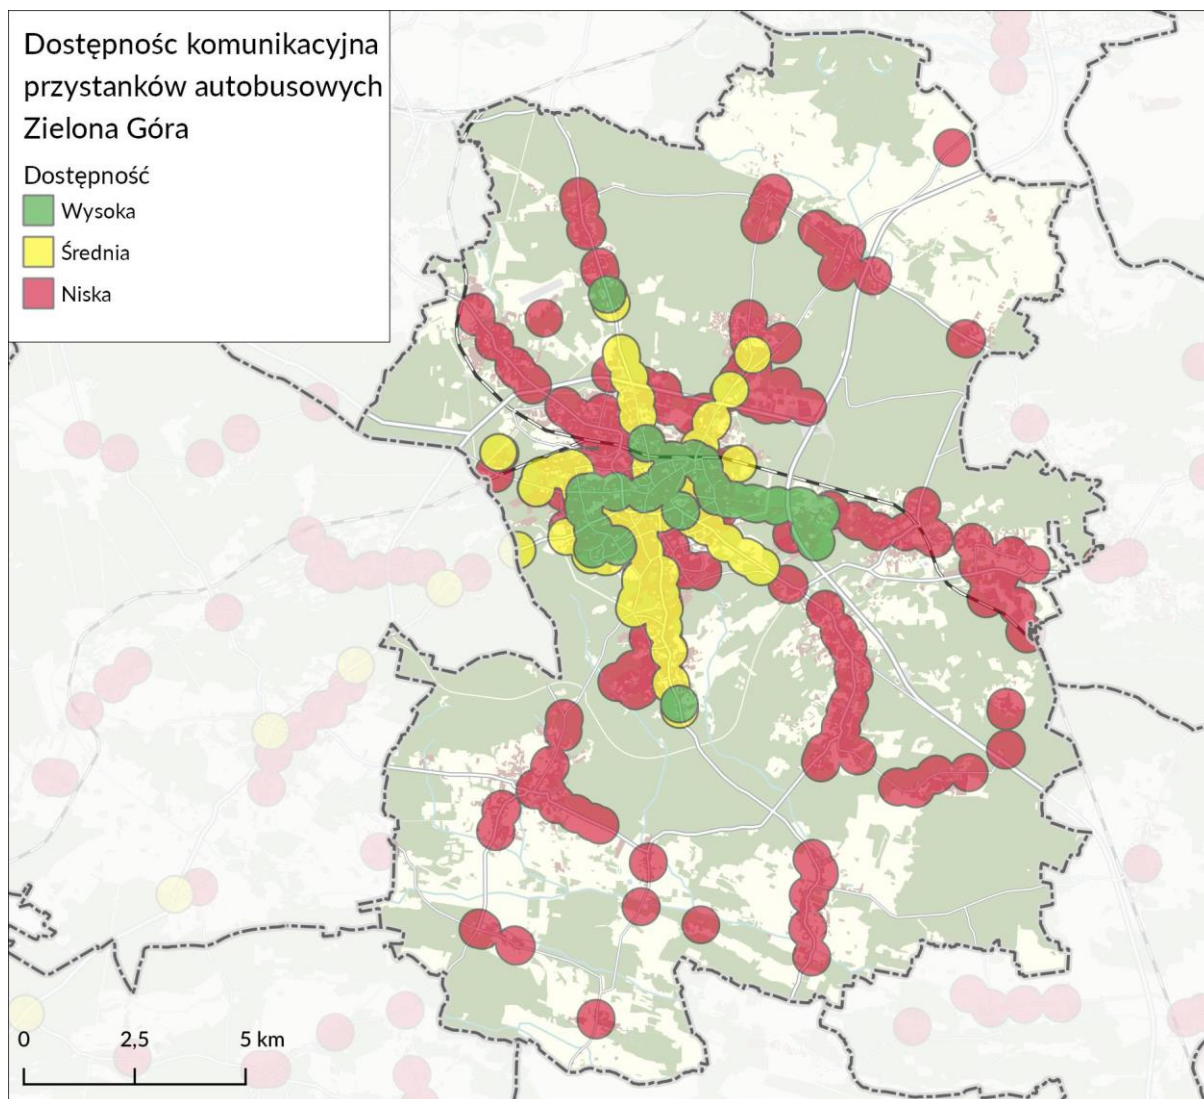 Dostępnośc komunikacyjna
przystanków autobusowych
Zielona Góra
Dostępność
Wysoka
Średnia
Niska
0 2,5 5 km